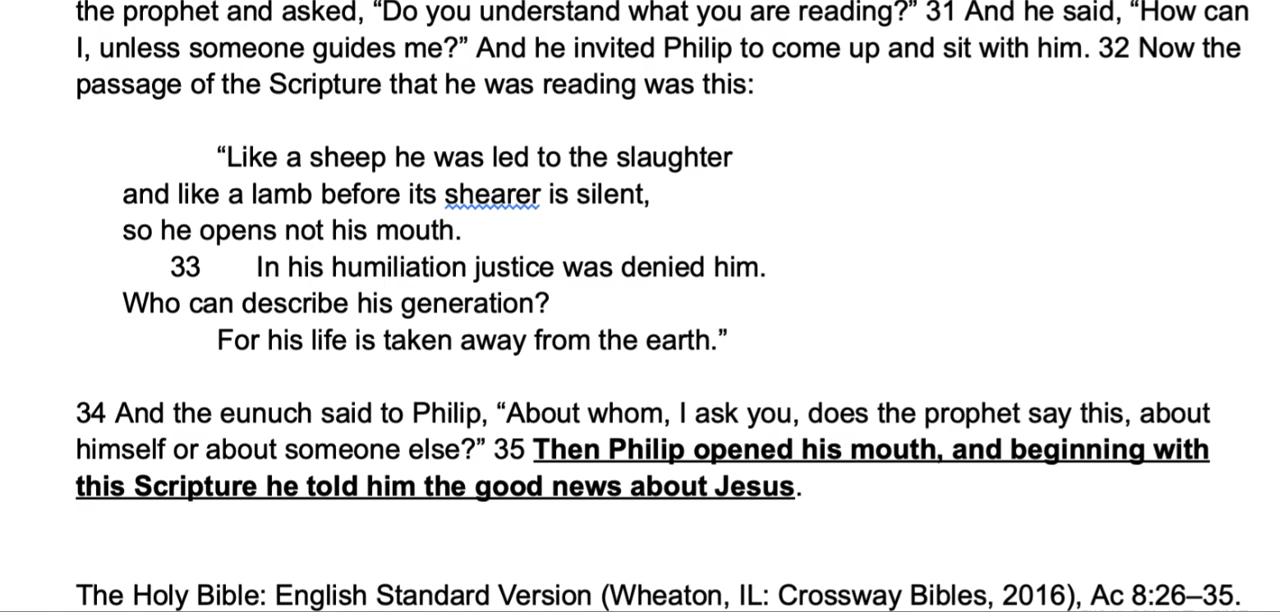 the prophet and asked, “Do you understand what you are reading?” 31 And he said, “How can
I, unless someone guides me?” And he invited Philip to come up and sit with him. 32 Now the
passage of the Scripture that he was reading was this:
“Like a sheep he was led to the slaughter
and like a lamb before its shearer is silent,
so he opens not his mouth.
33 In his humiliation justice was denied him.
Who can describe his generation?
For his life is taken away from the earth.”
34 And the eunuch said to Philip, “About whom, I ask you, does the prophet say this, about
himself or about someone else?” 35 Then Philip opened his mouth, and beginning with
this Scripture he told him the good news about Jesus.
The Holy Bible: English Standard Version (Wheaton, IL: Crossway Bibles, 2016), Ac 8:26–35.